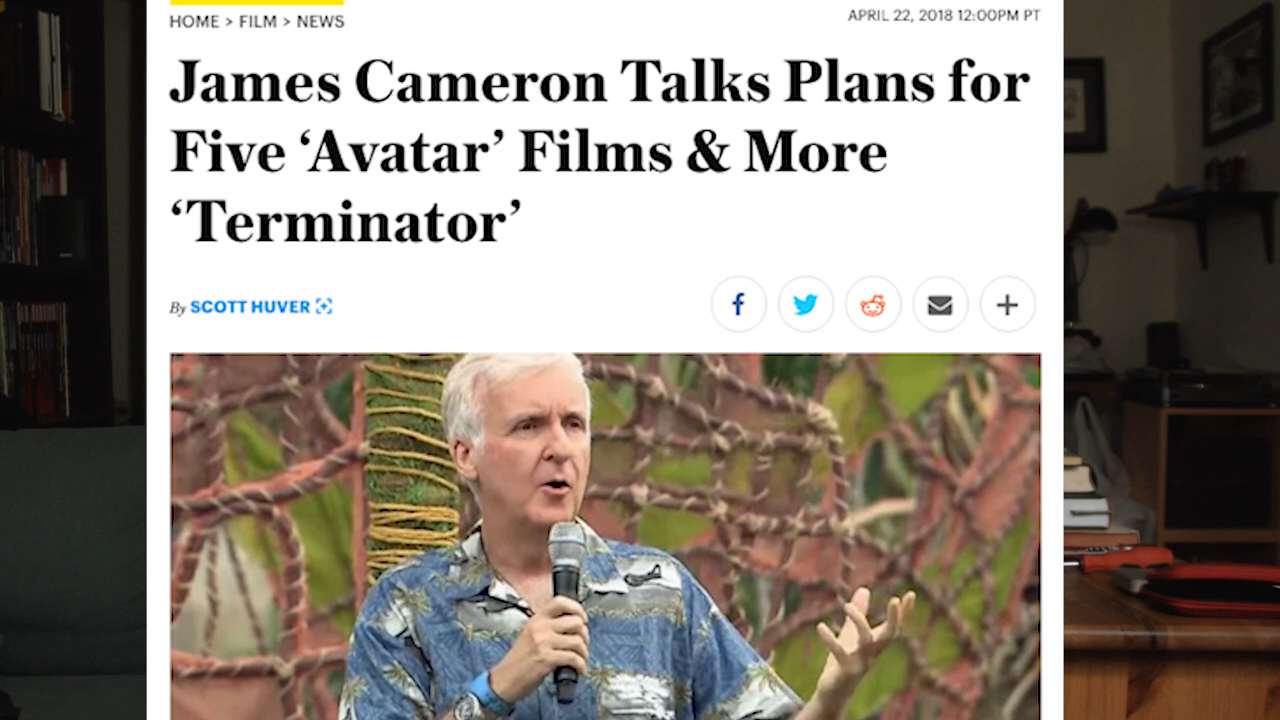 HOME > FILM > NEWS
APRIL 22, 2018 12:00PM PT
James Cameron Talks Plans for
Five ‘Avatar’ Films & More
‘Terminator’
By SCOTT HUVER